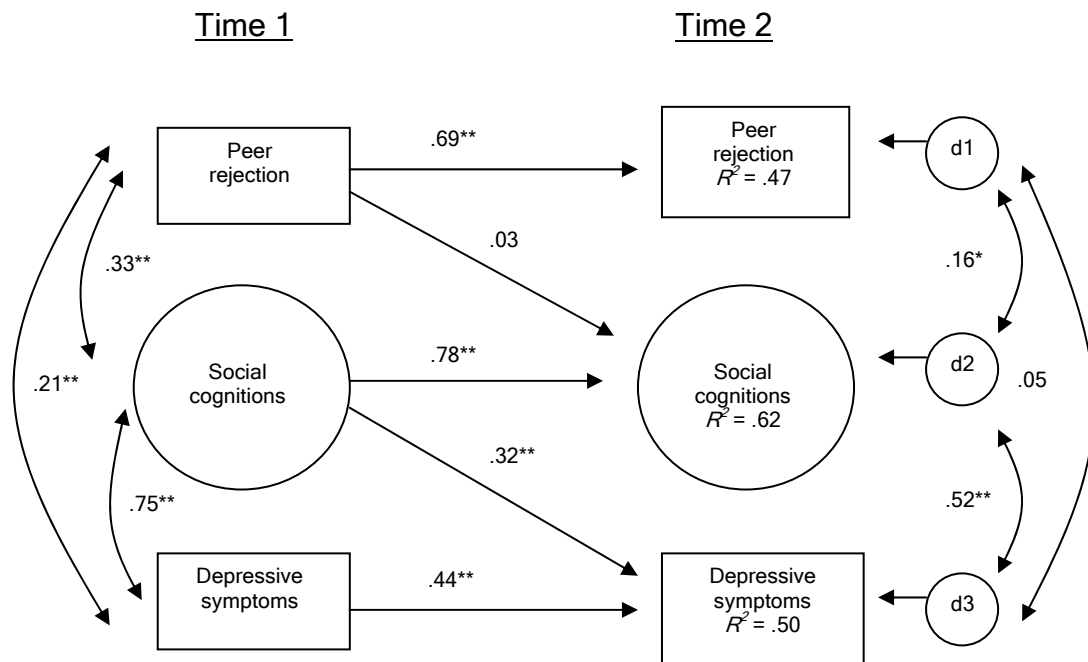 Time 1
Time 2
Peer
rejection
.69**
Peer
rejection
R² = .47
d1
.33**
.03
.16*
Social
cognitions
.78**
Social
cognitions
R² = .62
d2
.21**
.05
.32**
.75**
.52**
Depressive
symptoms
.44**
Depressive
symptoms
R² = .50
d3